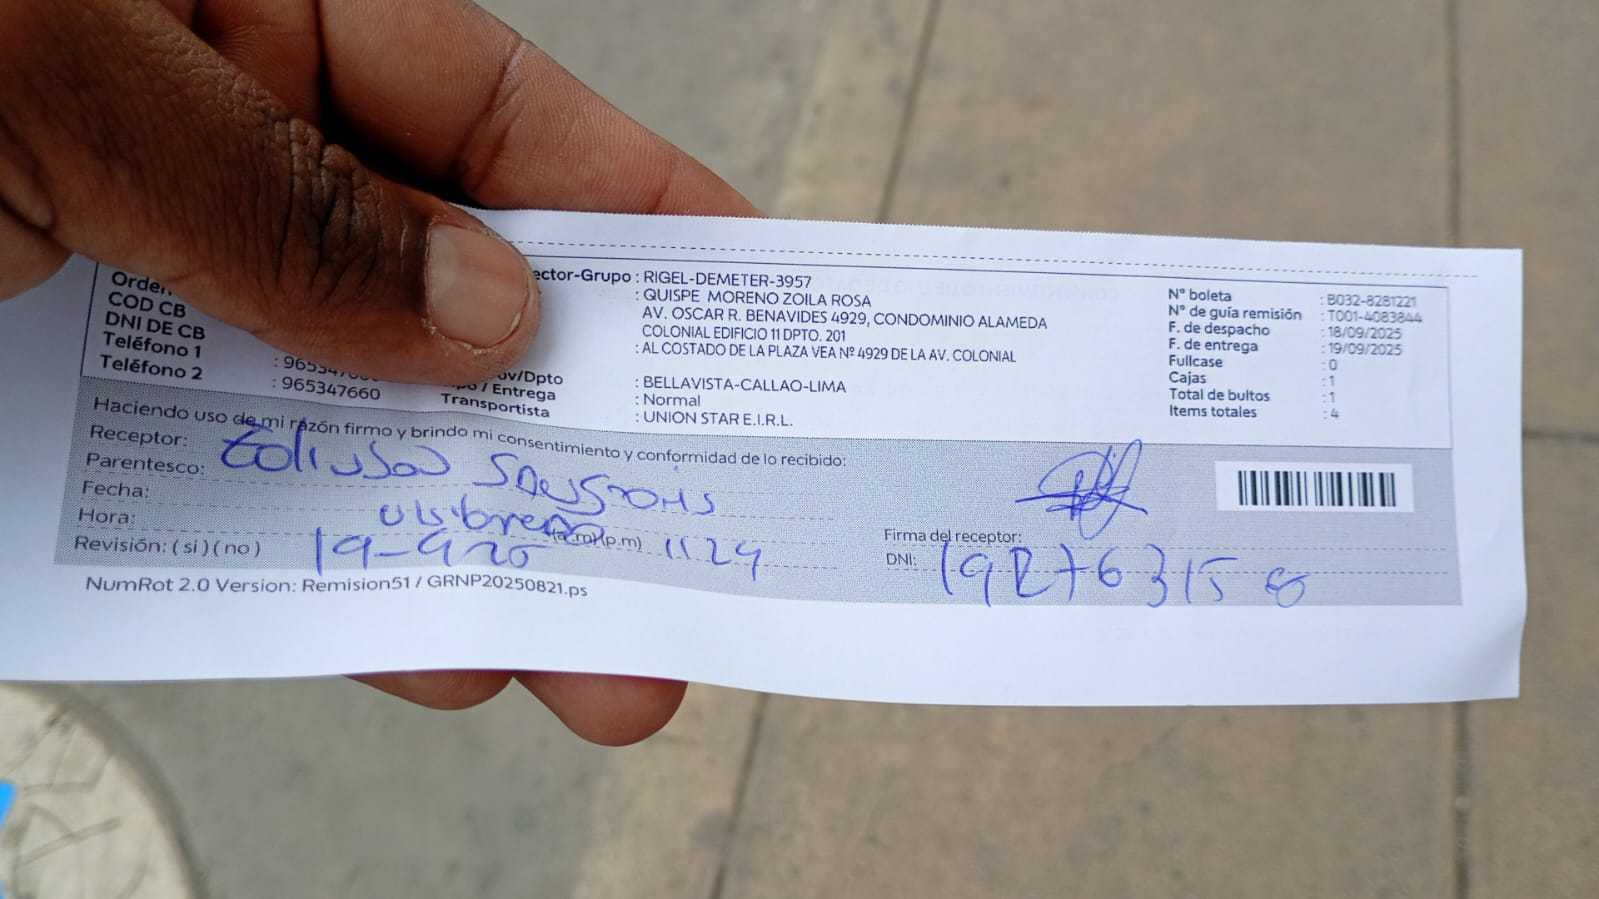 Orden
COD CB
DNI DE CB
Teléfono 1
Teléfono 2 : 965347660
ector-Grupo : RIGEL-DEMETER-3957
: QUISPE MORENO ZOILA ROSA
AV. OSCAR R. BENAVIDES 4929, CONDOMINIO ALAMEDA
COLONIAL EDIFICIO 11 DPTO. 201
: AL COSTADO DE LA PLAZA VEA Nº 4929 DE LA AV. COLONIAL
ov/Dpto : BELLAVISTA-CALLAO-LIMA
/ Entrega : Normal
Transportista : UNION STAR E.I.R.L.
Nº boleta : B032-8281221
Nº de guía remisión : T001-4083844
F. de despacho : 18/09/2025
F. de entrega : 19/09/2025
Fullcase : 0
Cajas : 1
Total de bultos : 1
Items totales : 4
Haciendo uso de mi razón firmo y brindo mi consentimiento y conformidad de lo recibido:
Receptor:
Parentesco:
Fecha:
Hora: (a.m) (p.m) 1129
Revisión: ( si ) ( no )
Firma del receptor:
DNI:
NumRot 2.0 Version: Remision51 / GRNP20250821.ps